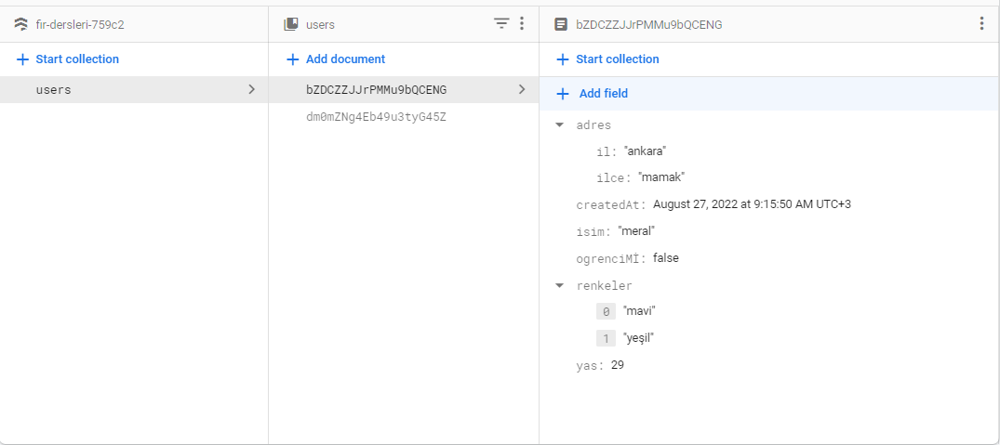 fir-dersleri-759c2
Start collection
users
users
Add document
bZDCZZJJrPMMu9bQCENG
dm0mZNg4Eb49u3tyG45Z
bZDCZZJJrPMMu9bQCENG
Start collection
Add field
adres
il: "ankara"
ilce: "mamak"
createdAt: August 27, 2022 at 9:15:50 AM UTC+3
isim: "meral"
ogrenciMİ: false
renkeler
0 "mavi"
1 "yeşil"
yas: 29